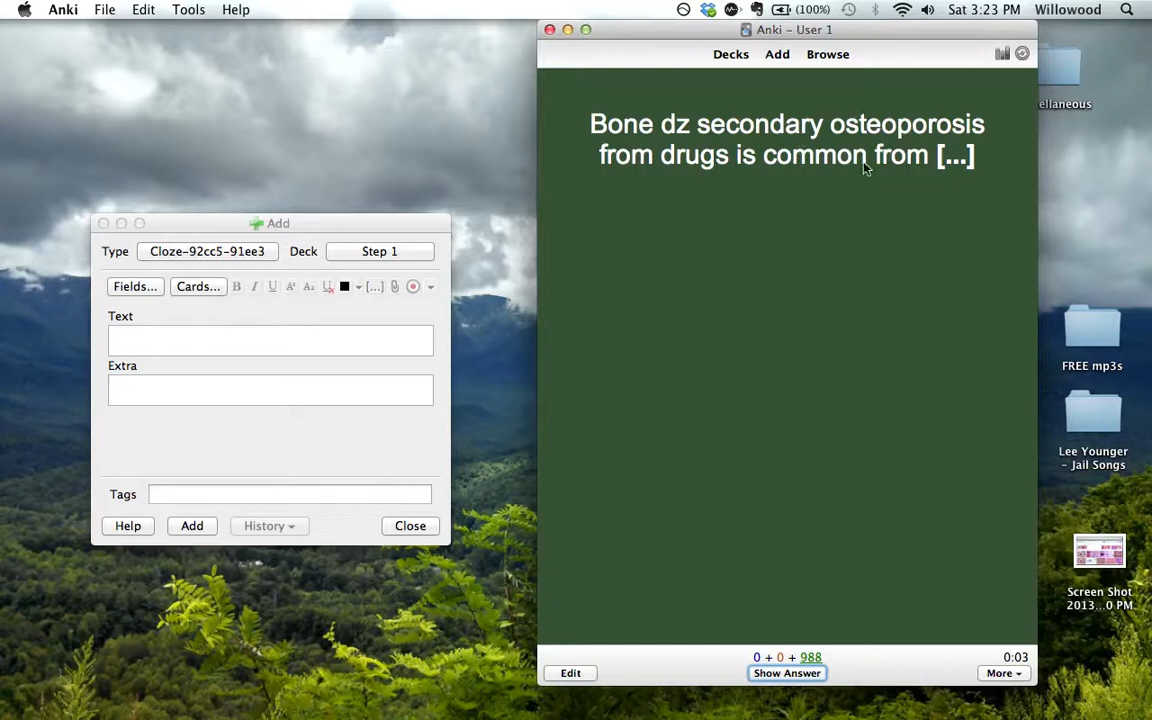 Anki File Edit Tools Help (100%) Sat 3:23 PM Willowood
Anki - User 1
Decks Add Browse
ellaneous
Bone dz secondary osteoporosis
from drugs is common from [...]
Add
Type Cloze-92cc5-91ee3 Deck Step 1
Fields... Cards... B I U A² A₂ U [...]
Text
Extra
Tags
Help Add History Close
FREE mp3s
Lee Younger
- Jail Songs
Screen Shot
2013...0 PM
0 + 0 + 988 0:03
Edit Show Answer More